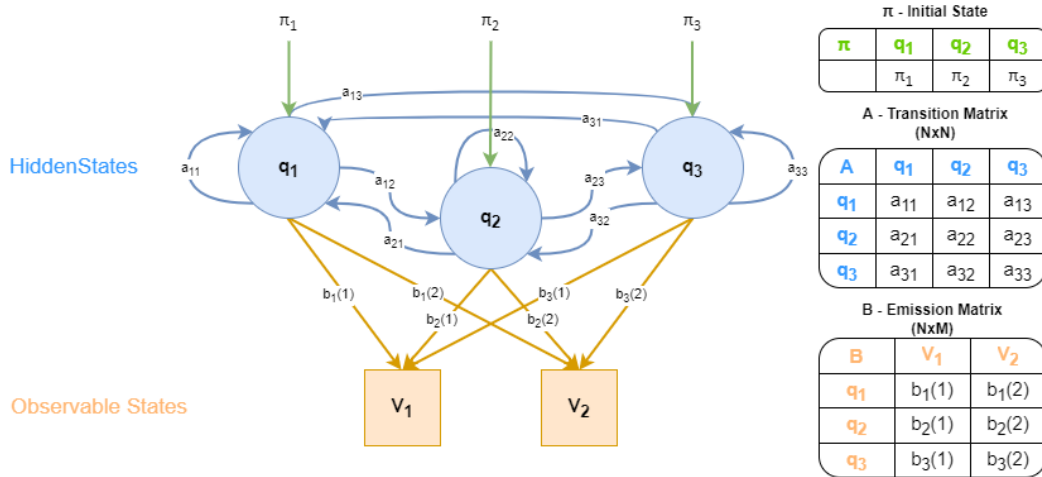 π₁ π₂ π₃
a₁₃
a₃₁
a₂₂
HiddenStates
q₁
q₂
q₃
a₁₁
a₁₂
a₂₃
a₃₃
a₂₁
a₃₂
b₁(1)
b₁(2)
b₂(1)
b₂(2)
b₃(1)
b₃(2)
Observable States
V₁
V₂
π - Initial State
π q₁ q₂ q₃
π₁ π₂ π₃
A - Transition Matrix
(NxN)
A q₁ q₂ q₃
q₁ a₁₁ a₁₂ a₁₃
q₂ a₂₁ a₂₂ a₂₃
q₃ a₃₁ a₃₂ a₃₃
B - Emission Matrix
(NxM)
B V₁ V₂
q₁ b₁(1) b₁(2)
q₂ b₂(1) b₂(2)
q₃ b₃(1) b₃(2)